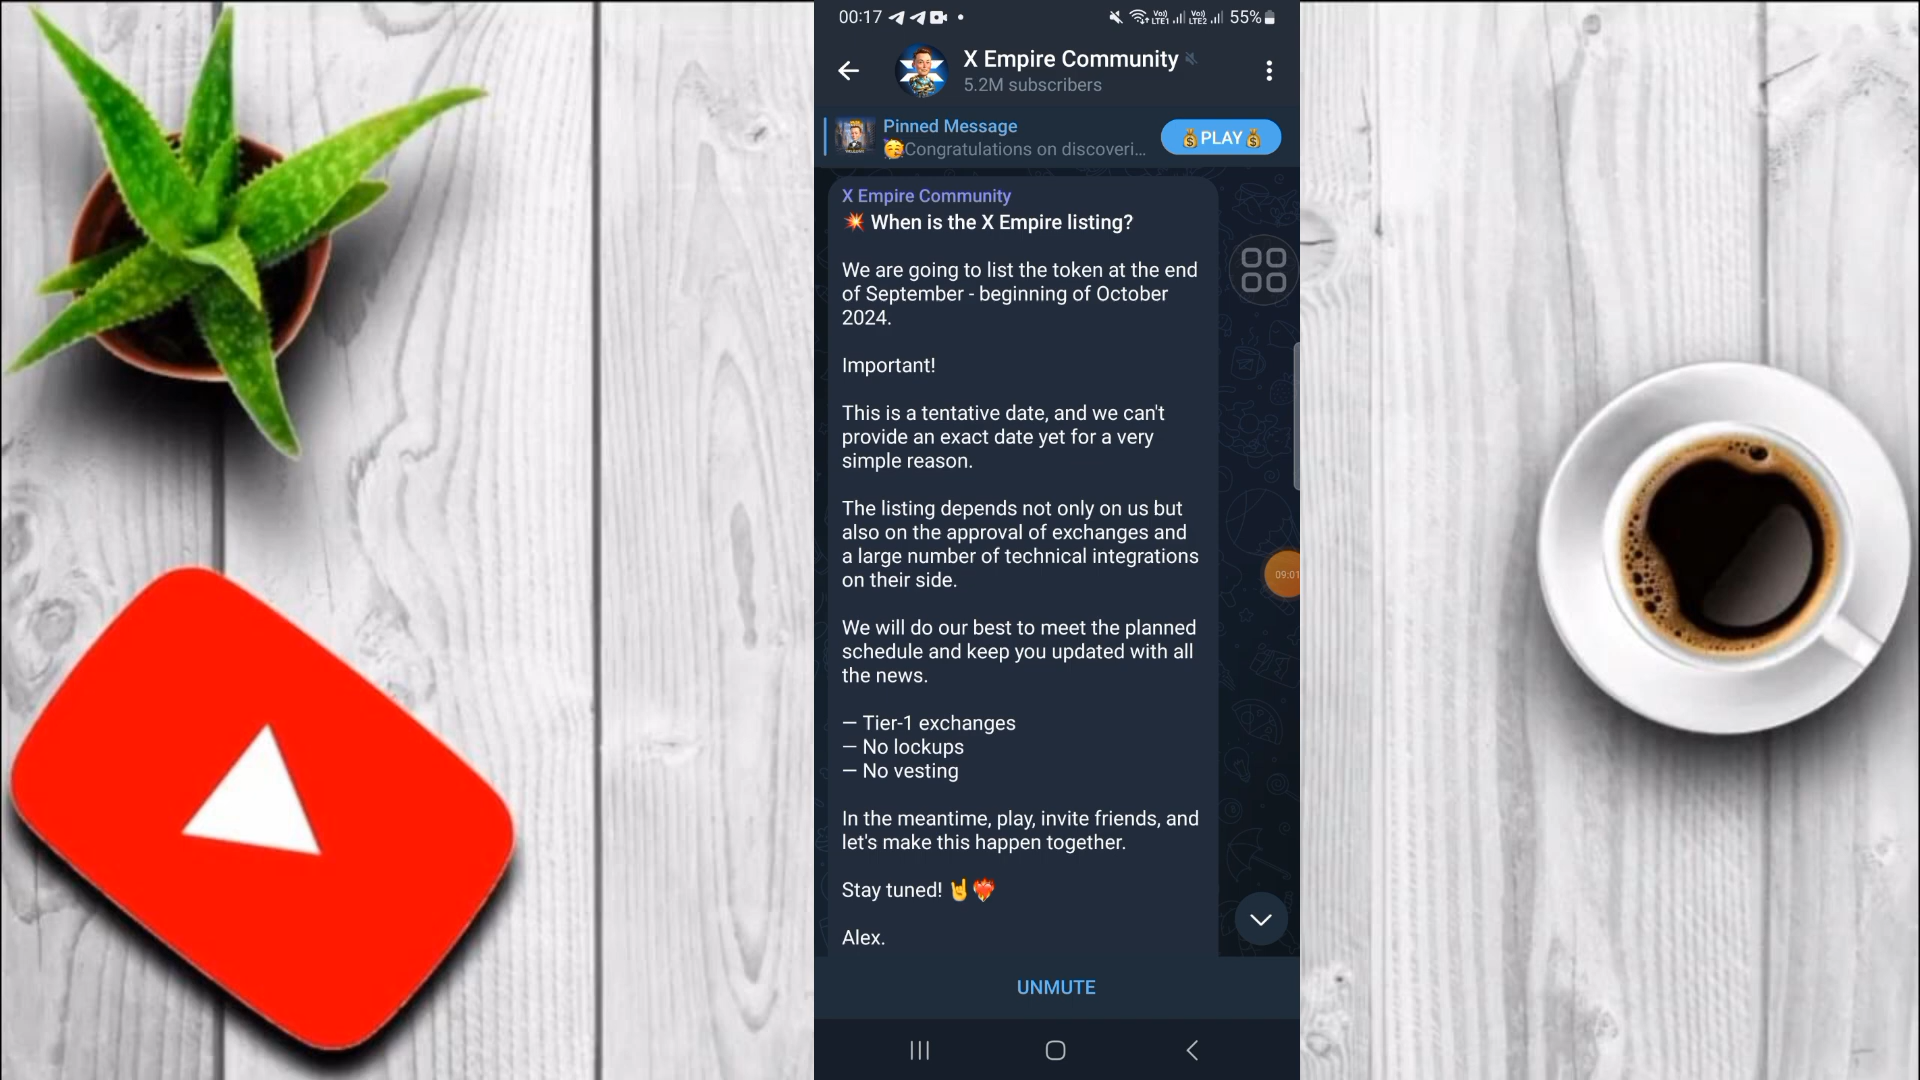 00:17 55%
X Empire Community
5.2M subscribers
Pinned Message
🥳Congratulations on discoveri...
💰PLAY💰
X Empire Community
💥 When is the X Empire listing?
We are going to list the token at the end
of September - beginning of October
2024.
Important!
This is a tentative date, and we can't
provide an exact date yet for a very
simple reason.
The listing depends not only on us but
also on the approval of exchanges and
a large number of technical integrations
on their side.
09:01
We will do our best to meet the planned
schedule and keep you updated with all
the news.
— Tier-1 exchanges
— No lockups
— No vesting
In the meantime, play, invite friends, and
let's make this happen together.
Stay tuned! 🤘❤️‍🔥
Alex.
UNMUTE